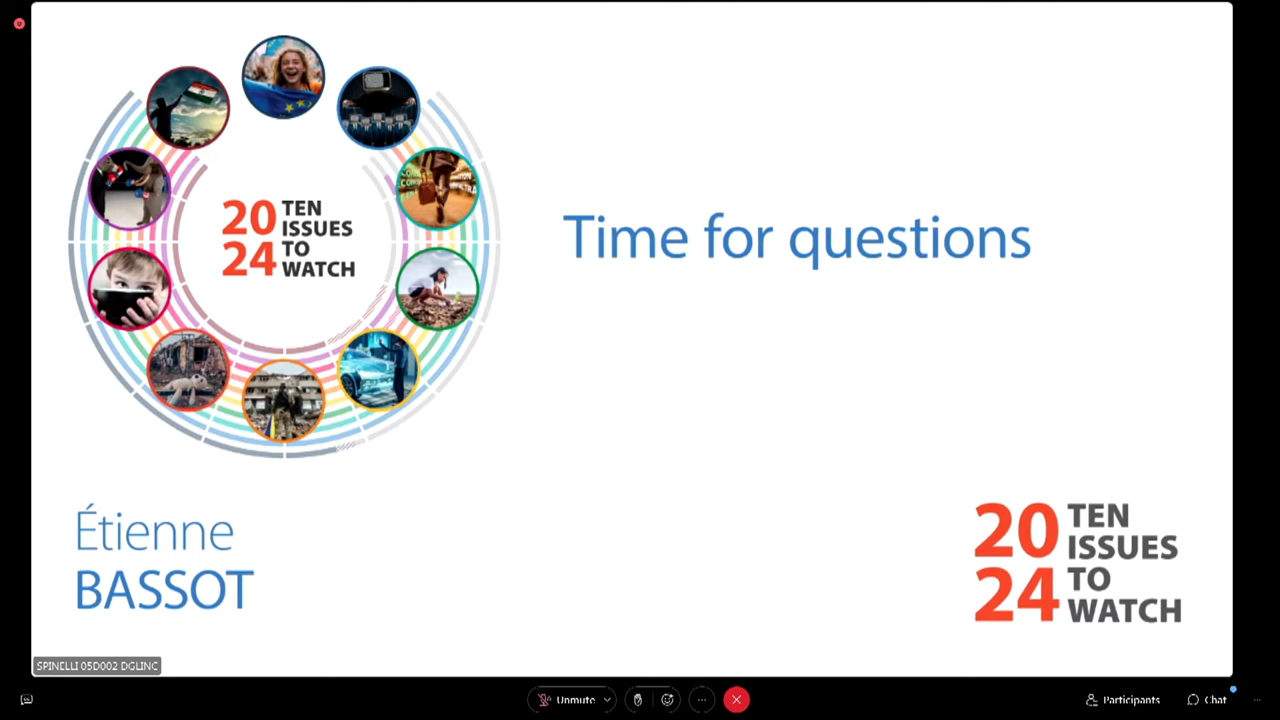 20 TEN
ISSUES
24 TO
WATCH
Time for questions
Étienne
BASSOT
20 TEN
ISSUES
24 TO
WATCH
SPINELLI 05D002 DGLINC
Unmute
Participants
Chat